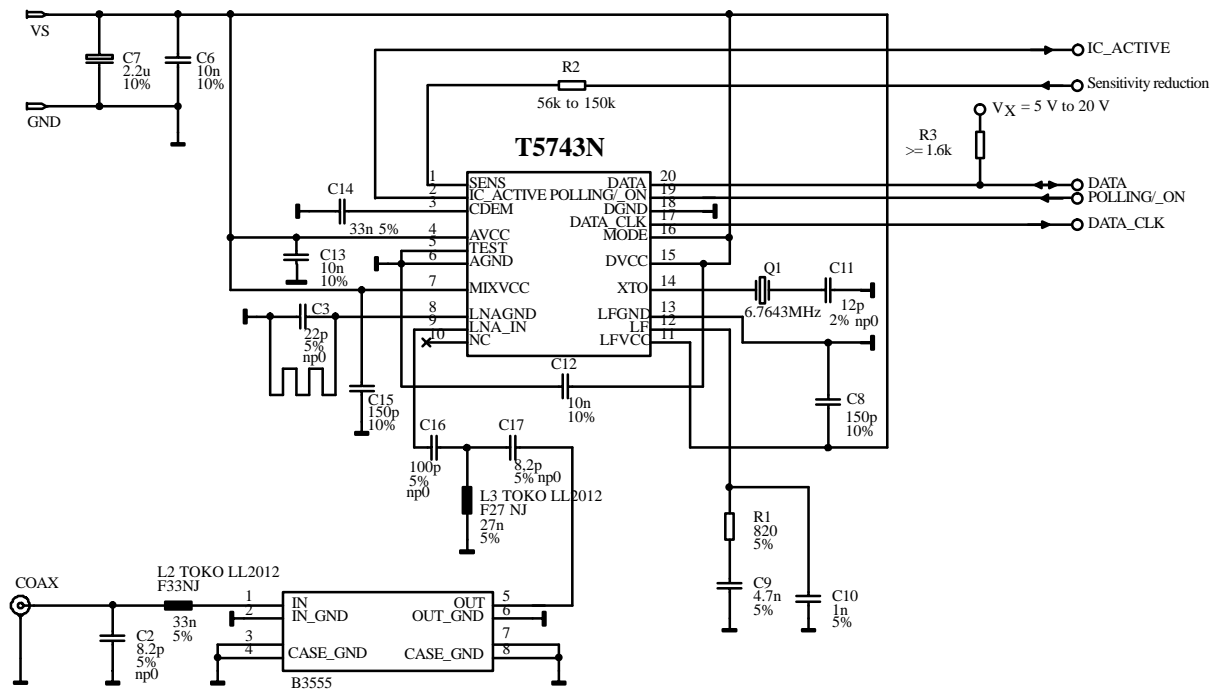 VS
C7
2.2u
10%
C6
10n
10%
GND
IC_ACTIVE
R2
56k to 150k
Sensitivity reduction
VX = 5 V to 20 V
R3
>= 1.6k
T5743N
1 SENS
2 IC_ACTIVE
3 CDEM
4 AVCC
5 TEST
6 AGND
7 MIXVCC
8 LNAGND
9 LNA_IN
10 NC
DATA 20
POLLING/_ON 19
DGND 18
DATA_CLK 17
MODE 16
DVCC 15
XTO 14
LFGND 13
LF 12
LFVCC 11
DATA
POLLING/_ON
DATA_CLK
C14
33n 5%
C13
10n
10%
Q1
6.7643MHz
C11
12p
2% np0
C3
22p
5%
np0
C15
150p
10%
C12
10n
10%
C8
150p
10%
C16
100p
5%
np0
C17
8,2p
5% np0
L3 TOKO LL2012
F27 NJ
27n
5%
R1
820
5%
C9
4.7n
5%
C10
1n
5%
COAX
L2 TOKO LL2012
F33NJ
33n
5%
C2
8.2p
5%
np0
1 IN
2 IN_GND
3
4 CASE_GND
OUT 5
OUT_GND 6
7
CASE_GND 8
B3555